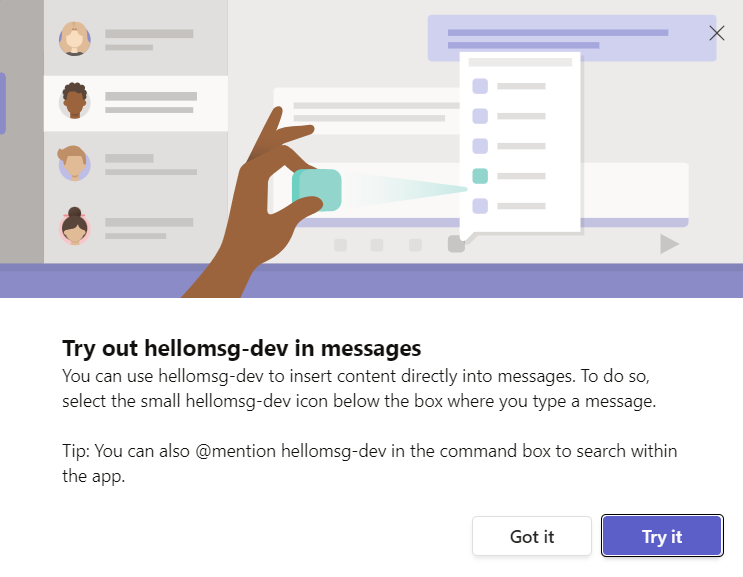 Try out hellomsg-dev in messages
You can use hellomsg-dev to insert content directly into messages. To do so,
select the small hellomsg-dev icon below the box where you type a message.
Tip: You can also @mention hellomsg-dev in the command box to search within
the app.
Got it
Try it